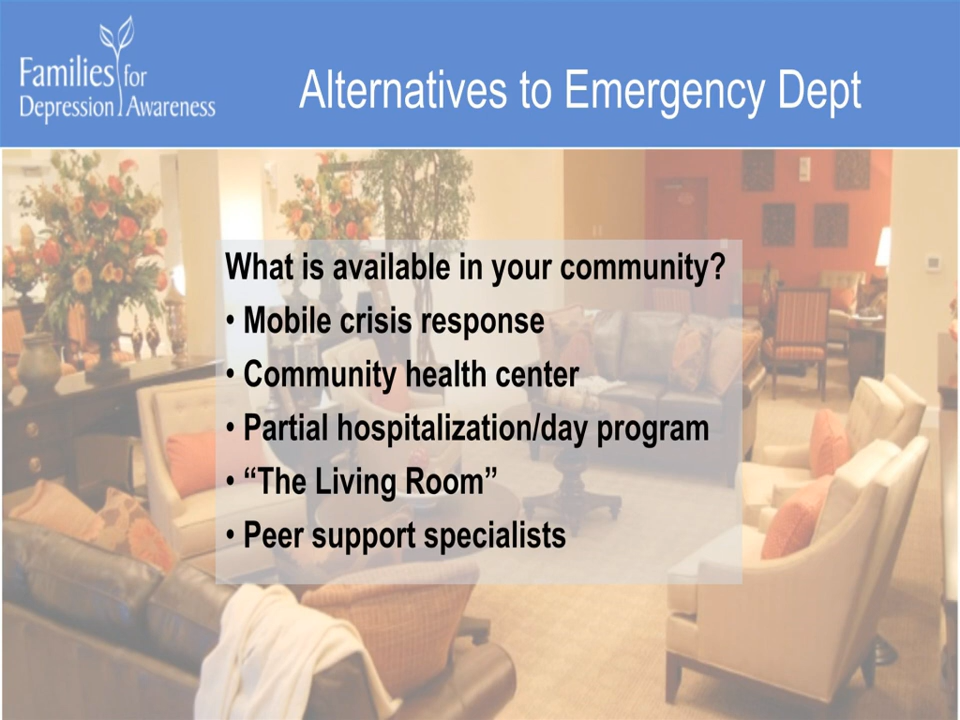 Families for
Depression Awareness
Alternatives to Emergency Dept
What is available in your community?
• Mobile crisis response
• Community health center
• Partial hospitalization/day program
• “The Living Room”
• Peer support specialists